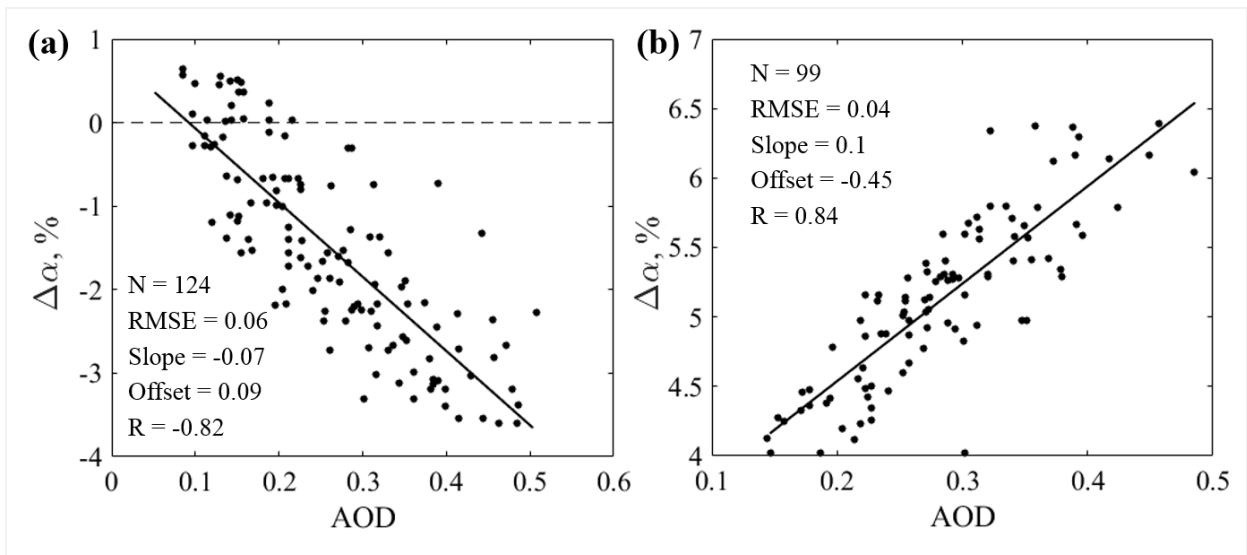 (a)
1
0
-1
-2
-3
-4
Δα, %
N = 124
RMSE = 0.06
Slope = -0.07
Offset = 0.09
R = -0.82
0 0.1 0.2 0.3 0.4 0.5 0.6
AOD
(b)
7
6.5
6
5.5
5
4.5
4
Δα, %
N = 99
RMSE = 0.04
Slope = 0.1
Offset = -0.45
R = 0.84
0.1 0.2 0.3 0.4 0.5
AOD